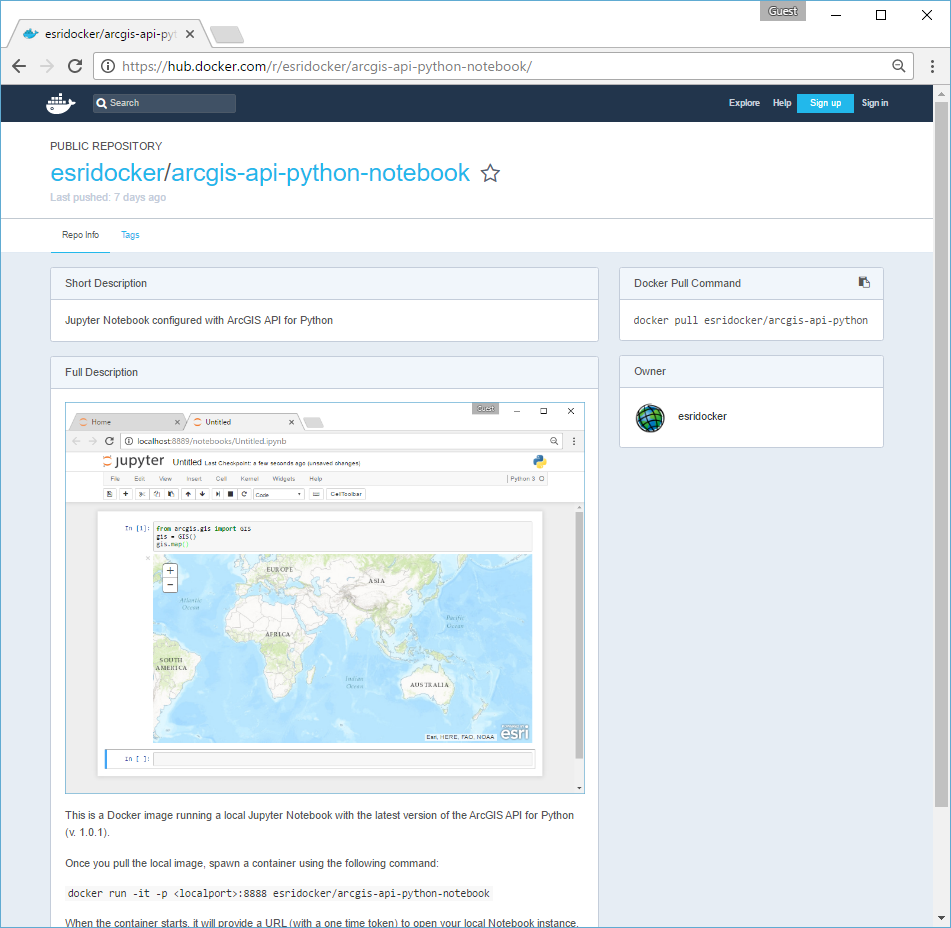 Guest
esridocker/arcgis-api-pyt
https://hub.docker.com/r/esridocker/arcgis-api-python-notebook/
Search
Explore Help Sign up Sign in
PUBLIC REPOSITORY
esridocker/arcgis-api-python-notebook
Last pushed: 7 days ago
Repo Info Tags
Short Description
Jupyter Notebook configured with ArcGIS API for Python
Docker Pull Command
docker pull esridocker/arcgis-api-python
Owner
esridocker
Full Description
Guest
Home Untitled
localhost:8889/notebooks/Untitled.ipynb
jupyter Untitled Last Checkpoint: a few seconds ago (unsaved changes)
File Edit View Insert Cell Kernel Widgets Help Python 3
Code CellToolbar
In [1]: from arcgis.gis import GIS
gis = GIS()
gis.map()
+
−
EUROPE
ASIA
Atlantic
Ocean
Pacific
Ocean
AFRICA
SOUTH
AMERICA
Indian
Ocean
AUSTRALIA
Esri, HERE, FAO, NOAA
esri
In [ ]:
This is a Docker image running a local Jupyter Notebook with the latest version of the ArcGIS API for Python
(v. 1.0.1).
Once you pull the local image, spawn a container using the following command:
docker run -it -p <localport>:8888 esridocker/arcgis-api-python-notebook
When the container starts, it will provide a URL (with a one time token) to open your local Notebook instance.